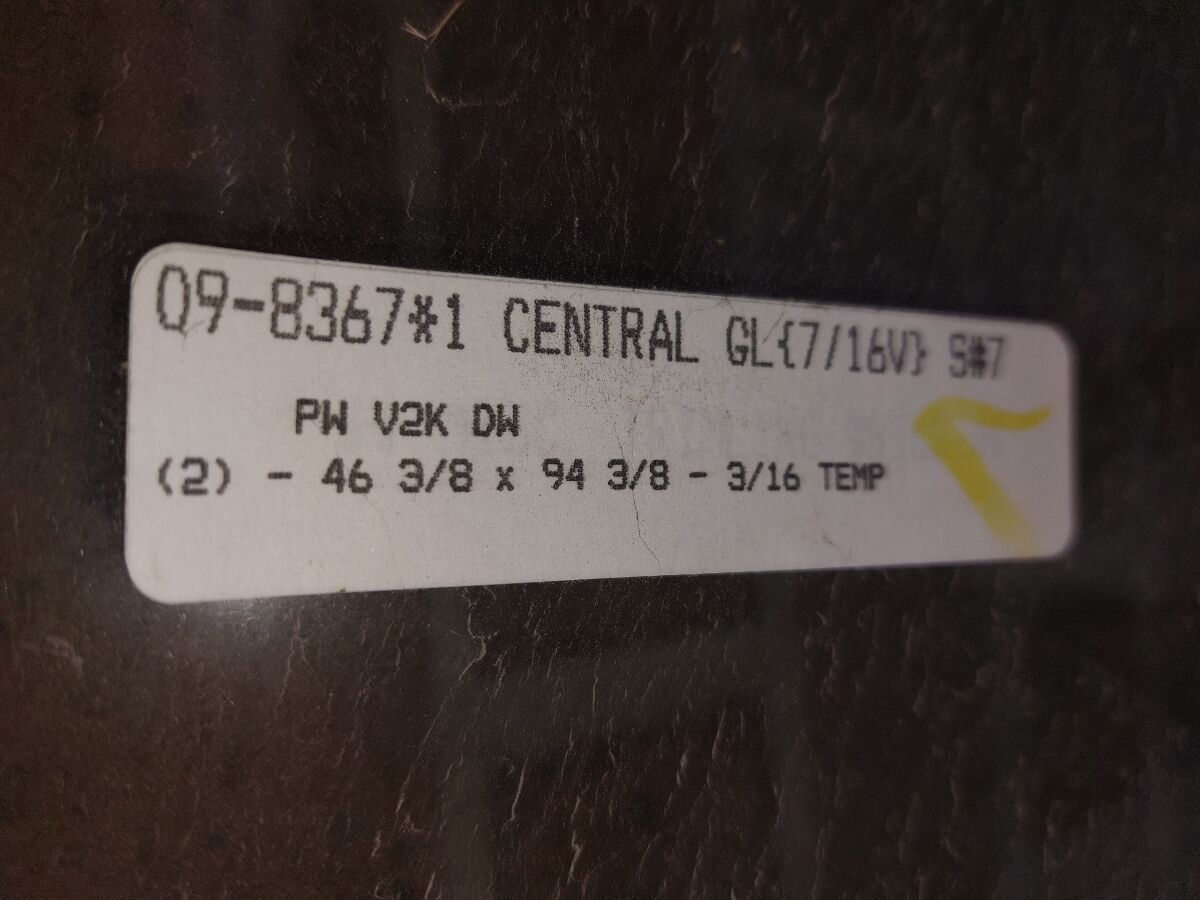 Q9-8367*1 CENTRAL GL{7/16V} S#7
PW V2K DW
(2) - 46 3/8 x 94 3/8 - 3/16 TEMP